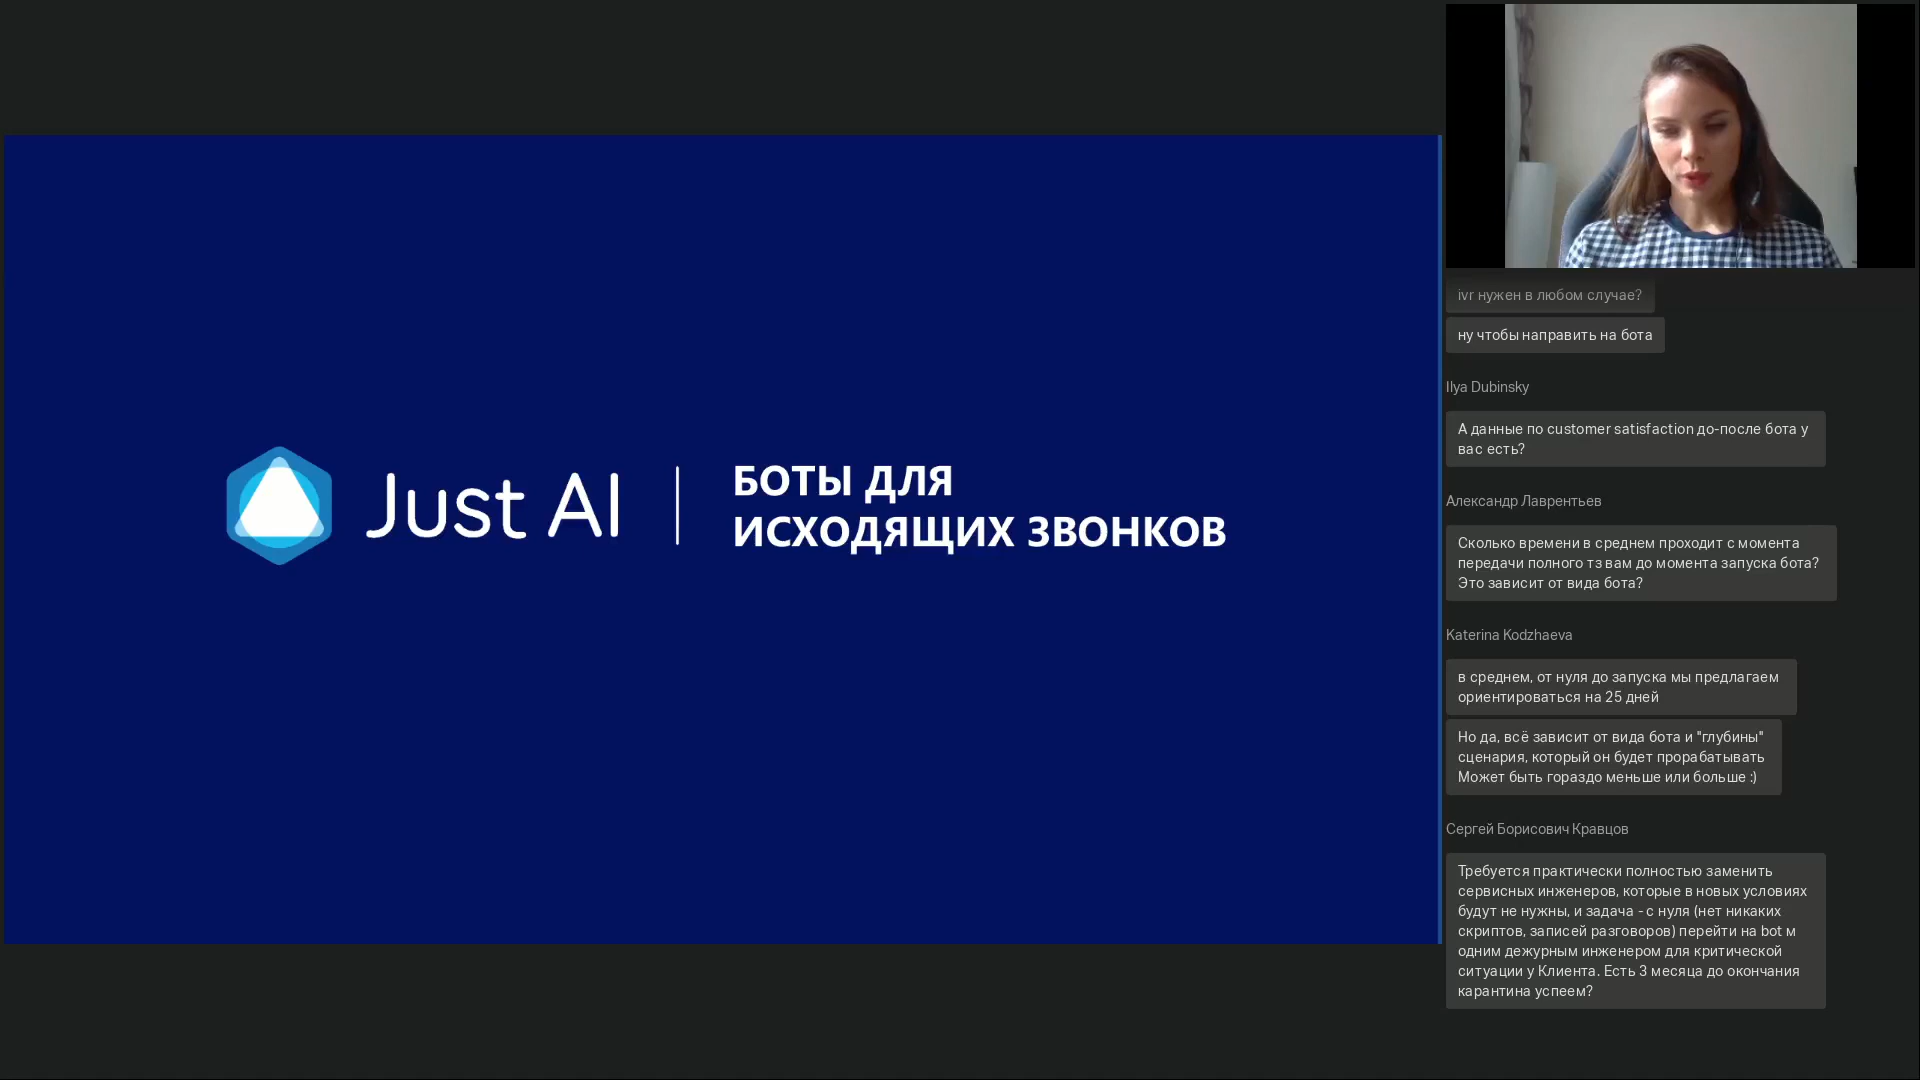 Just AI
БОТЫ ДЛЯ
ИСХОДЯЩИХ ЗВОНКОВ
ivr нужен в любом случае?
ну чтобы направить на бота
Ilya Dubinsky
А данные по customer satisfaction до-после бота у
вас есть?
Александр Лаврентьев
Сколько времени в среднем проходит с момента
передачи полного тз вам до момента запуска бота?
Это зависит от вида бота?
Katerina Kodzhaeva
в среднем, от нуля до запуска мы предлагаем
ориентироваться на 25 дней
Но да, всё зависит от вида бота и "глубины"
сценария, который он будет прорабатывать
Может быть гораздо меньше или больше :)
Сергей Борисович Кравцов
Требуется практически полностью заменить
сервисных инженеров, которые в новых условиях
будут не нужны, и задача - с нуля (нет никаких
скриптов, записей разговоров) перейти на bot м
одним дежурным инженером для критической
ситуации у Клиента. Есть 3 месяца до окончания
карантина успеем?